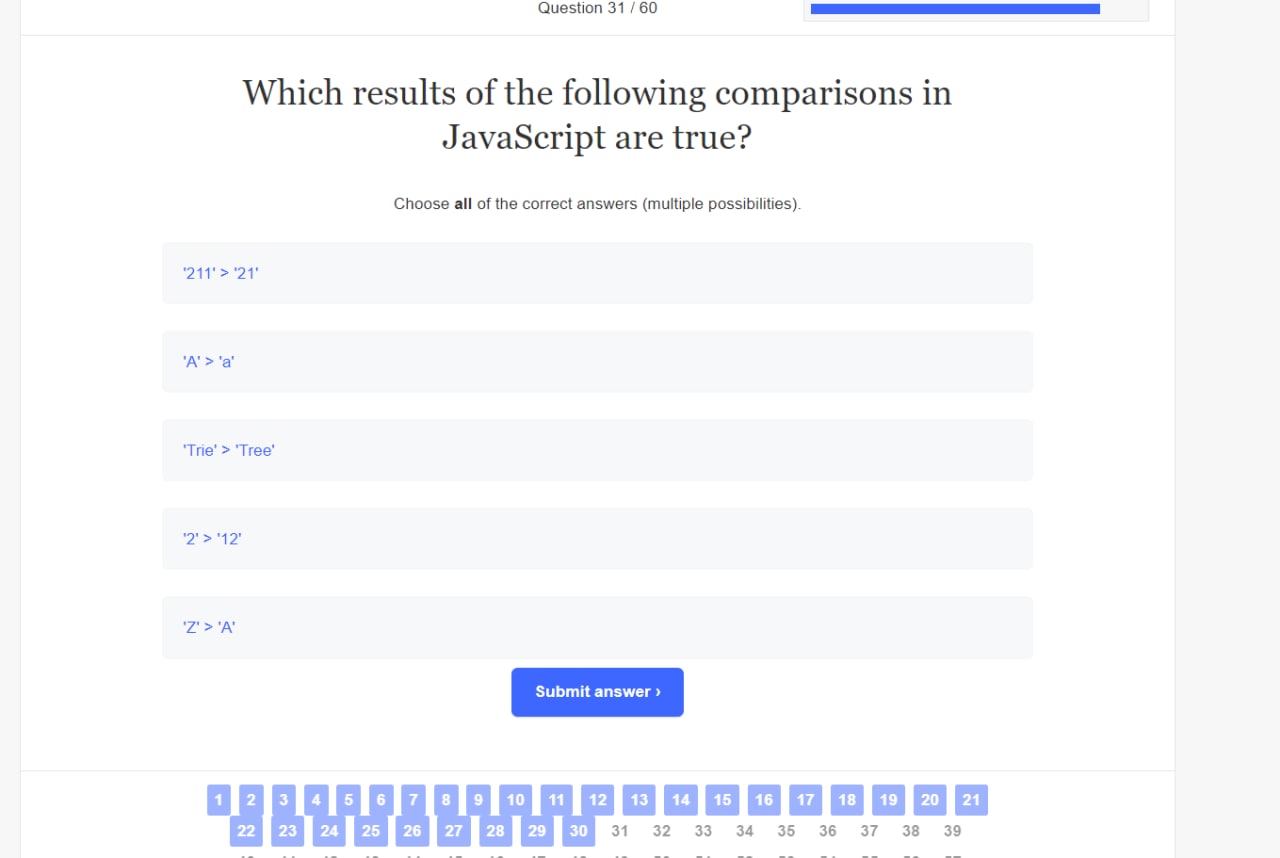 Question 31 / 60
Which results of the following comparisons in
JavaScript are true?
Choose all of the correct answers (multiple possibilities).
'211' > '21'
'A' > 'a'
'Trie' > 'Tree'
'2' > '12'
'Z' > 'A'
Submit answer ›
1 2 3 4 5 6 7 8 9 10 11 12 13 14 15 16 17 18 19 20 21
22 23 24 25 26 27 28 29 30 31 32 33 34 35 36 37 38 39